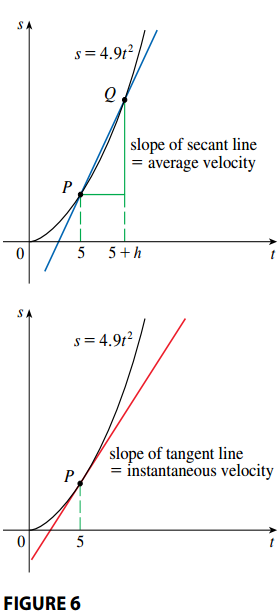 s
s = 4.9t²
Q
slope of secant line
= average velocity
P
0
5
5 + h
t
s
s = 4.9t²
slope of tangent line
= instantaneous velocity
P
0
5
t
FIGURE 6